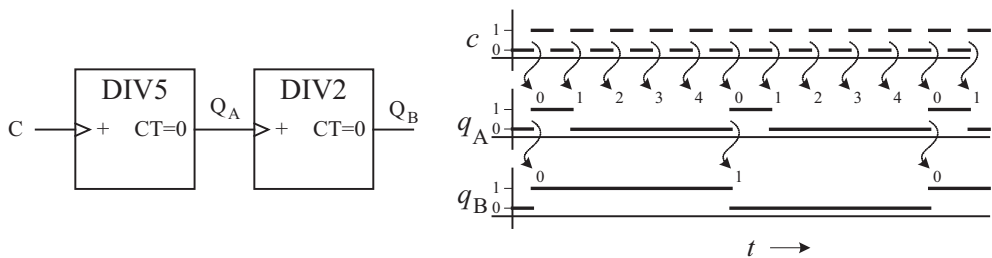 DIV5
DIV2
C
+ CT=0
Q_A
+ CT=0
Q_B
c
1
0
0 1 2 3 4 0 1 2 3 4 0 1
q_A
1
0
0 1 0
q_B
1
0
t